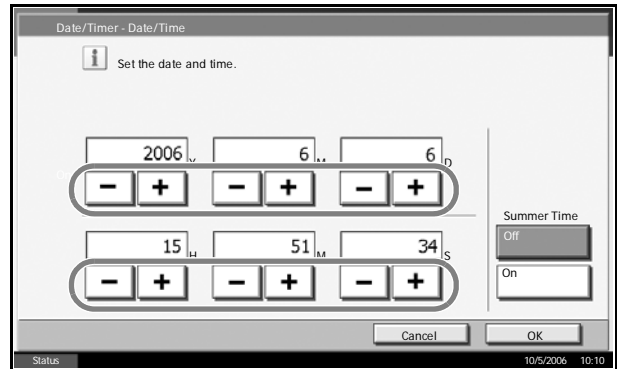 Date/Timer - Date/Time
i Set the date and time.
2006 Y 6 M 6 D
- + - + - +
Summer Time
Off
15 H 51 M 34 S
On
- + - + - +
Cancel OK
Status 10/5/2006 10:10